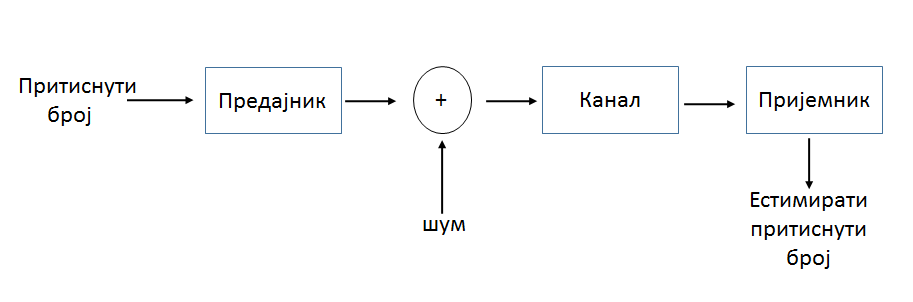 Притиснути
број
Предајник
+
Канал
Пријемник
шум
Естимирати
притиснути
број